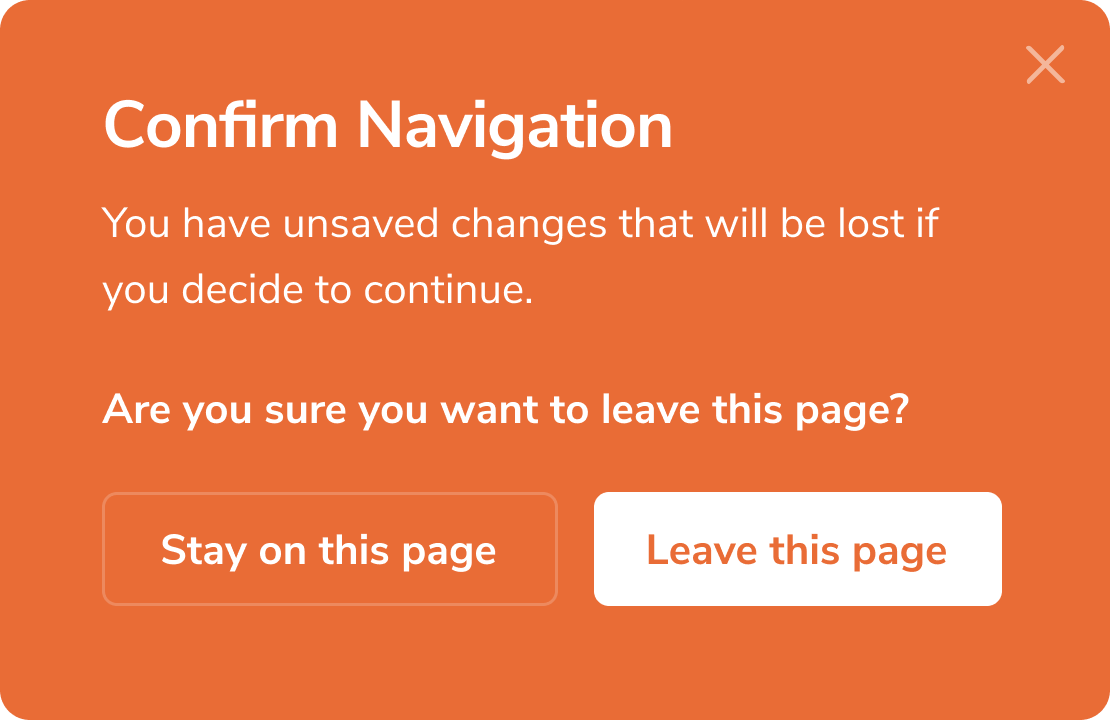 Confirm Navigation
You have unsaved changes that will be lost if
you decide to continue.
Are you sure you want to leave this page?
Stay on this page
Leave this page